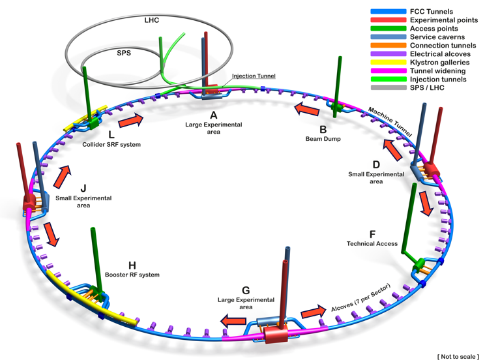 LHC
SPS
FCC Tunnels
Experimental points
Access points
Service caverns
Connection tunnels
Electrical alcoves
Klystron galleries
Tunnel widening
Injection tunnels
SPS / LHC
Injection Tunnel
A
Large Experimental
area
B
Beam Dump
Machine Tunnel
L
Collider SRF system
D
Small Experimental
area
J
Small Experimental
area
F
Technical Access
H
Booster RF system
G
Large Experimental
area
Alcoves (7 per Sector)
[ Not to scale ]